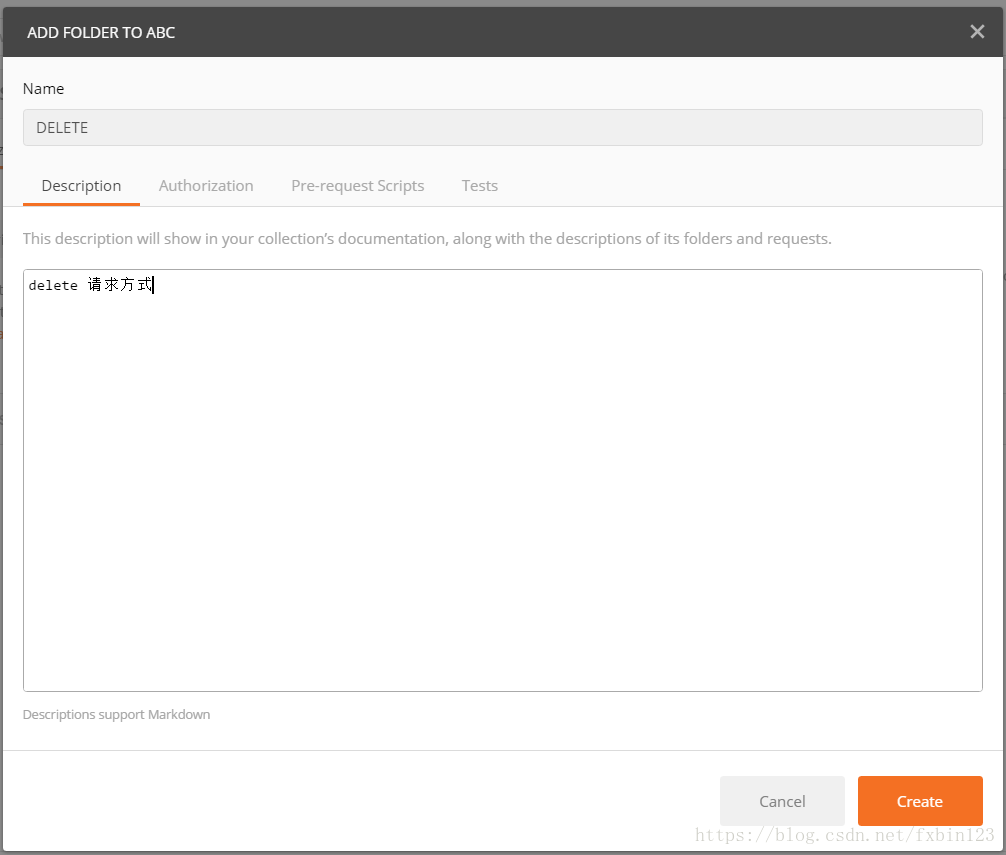 ADD FOLDER TO ABC
Name
DELETE
Description Authorization Pre-request Scripts Tests
This description will show in your collection's documentation, along with the descriptions of its folders and requests.
delete 请求方式
Descriptions support Markdown
Cancel Create
https://blog.csdn.net/fxbin123